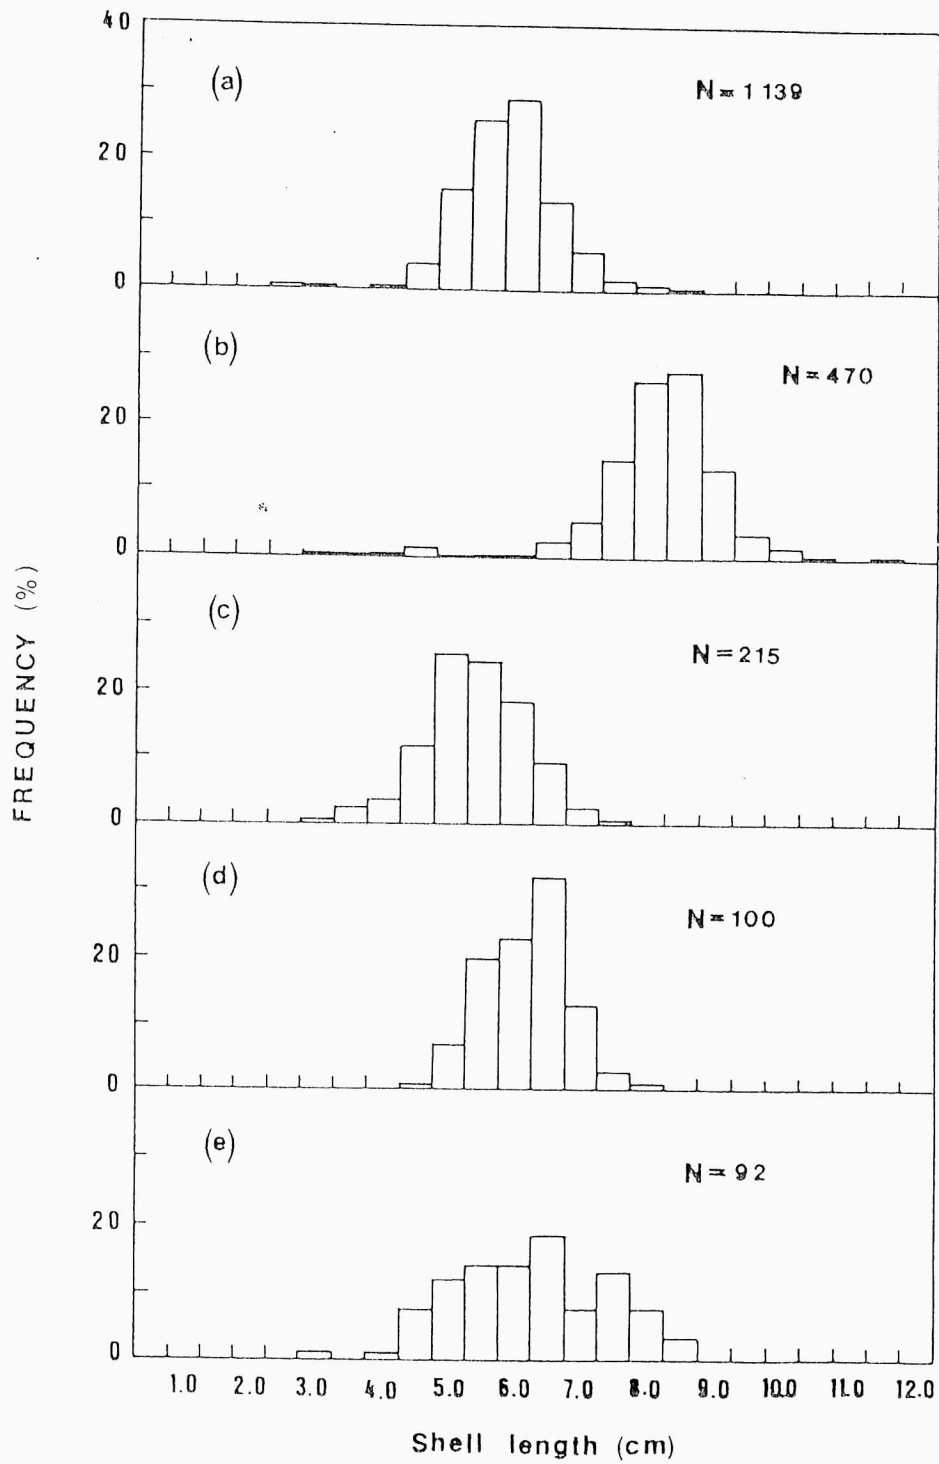 40
(a)
N=1139
20
0
(b)
N=470
20
0
(c)
N=215
20
0
(d)
N=100
20
0
(e)
N=92
20
0
FREQUENCY (%)
1.0 2.0 3.0 4.0 5.0 6.0 7.0 8.0 9.0 10.0 11.0 12.0
Shell length (cm)